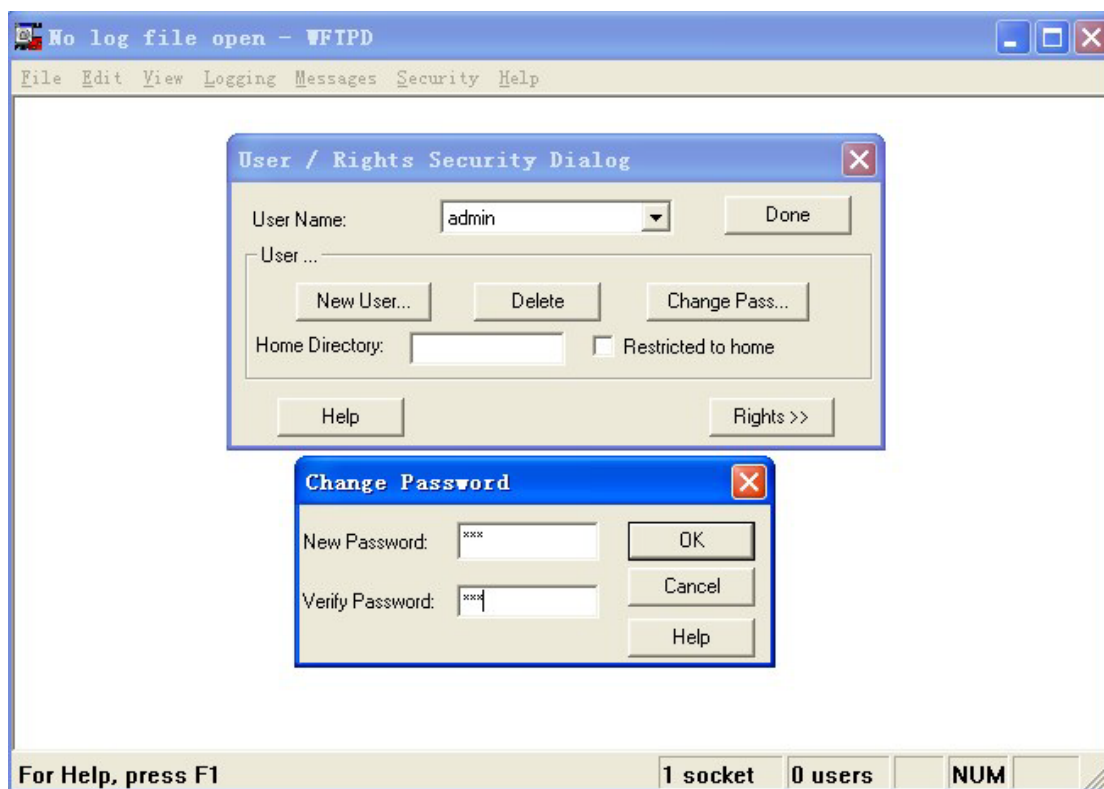 No log file open - WFTPD
File Edit View Logging Messages Security Help
User / Rights Security Dialog
User Name: admin Done
User ...
New User... Delete Change Pass...
Home Directory: Restricted to home
Help Rights >>
Change Password
New Password: *** OK
Cancel
Verify Password: ***
Help
For Help, press F1 1 socket 0 users NUM